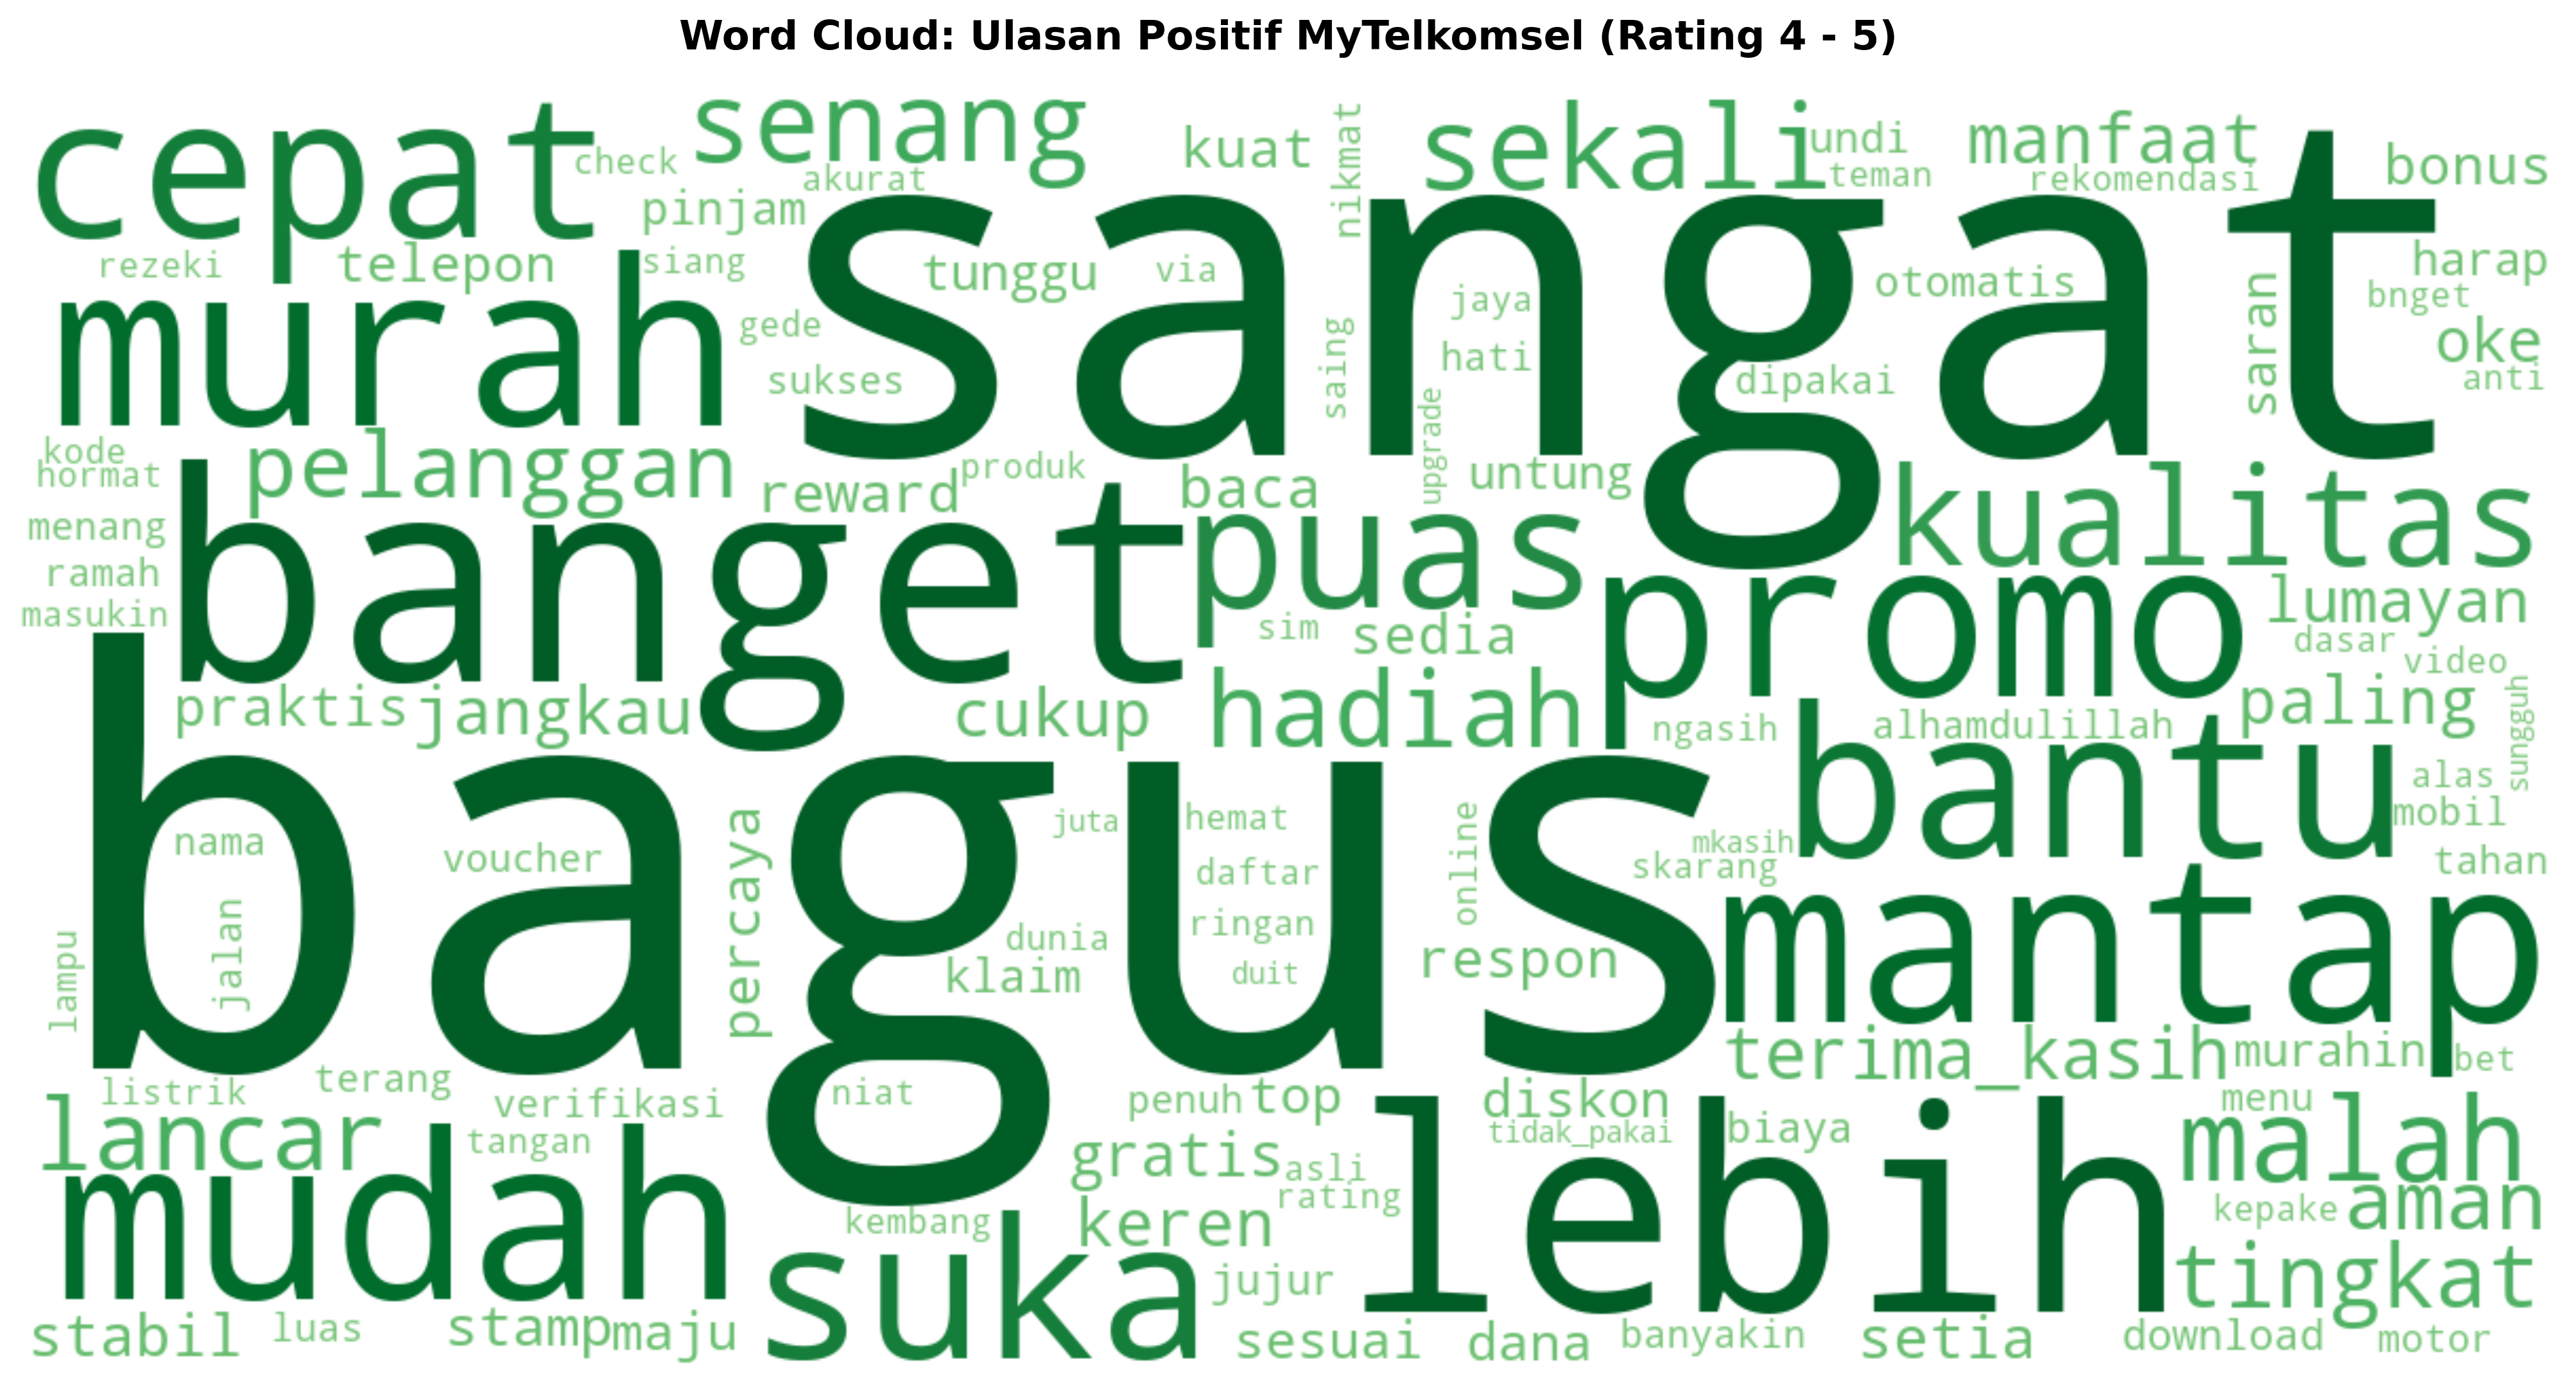 Word Cloud: Ulasan Positif MyTelkomsel (Rating 4 - 5)
cepat
senang
sekali
undi
manfaat
bonus
check
akurat
kuat
nikmat
teman
rekomendasi
pinjam
sangat
rezeki
telepon
siang
tunggu
via
otomatis
harap
murah
gede
sukses
saing
jaya
hati
dipakai
saran
bnget
oke
anti
kode
hormat
pelanggan
reward
produk
baca
upgrade
untung
kualitas
menang
ramah
masukin
banget
puas
promo
lumayan
sim
sedia
dasar
video
praktis
jangkau
cukup
hadiah
ngasih
alhamdulillah
paling
sungguh
bagus
bantu
alas
mobil
nama
voucher
percaya
juta
hemat
online
mkasih
skarang
tahan
jalan
daftar
ringan
lampu
dunia
klaim
duit
respon
mantap
terima_kasih
murahin
bet
listrik
terang
verifikasi
niat
penuh
top
diskon
tidak_pakai
biaya
menu
malah
lancar
tangan
gratis
asli
rating
lebih
mudah
kembang
keren
kepake
aman
suka
jujur
tingkat
stabil
luas
stamp
maju
sesuai
dana
banyakin
setia
download
motor